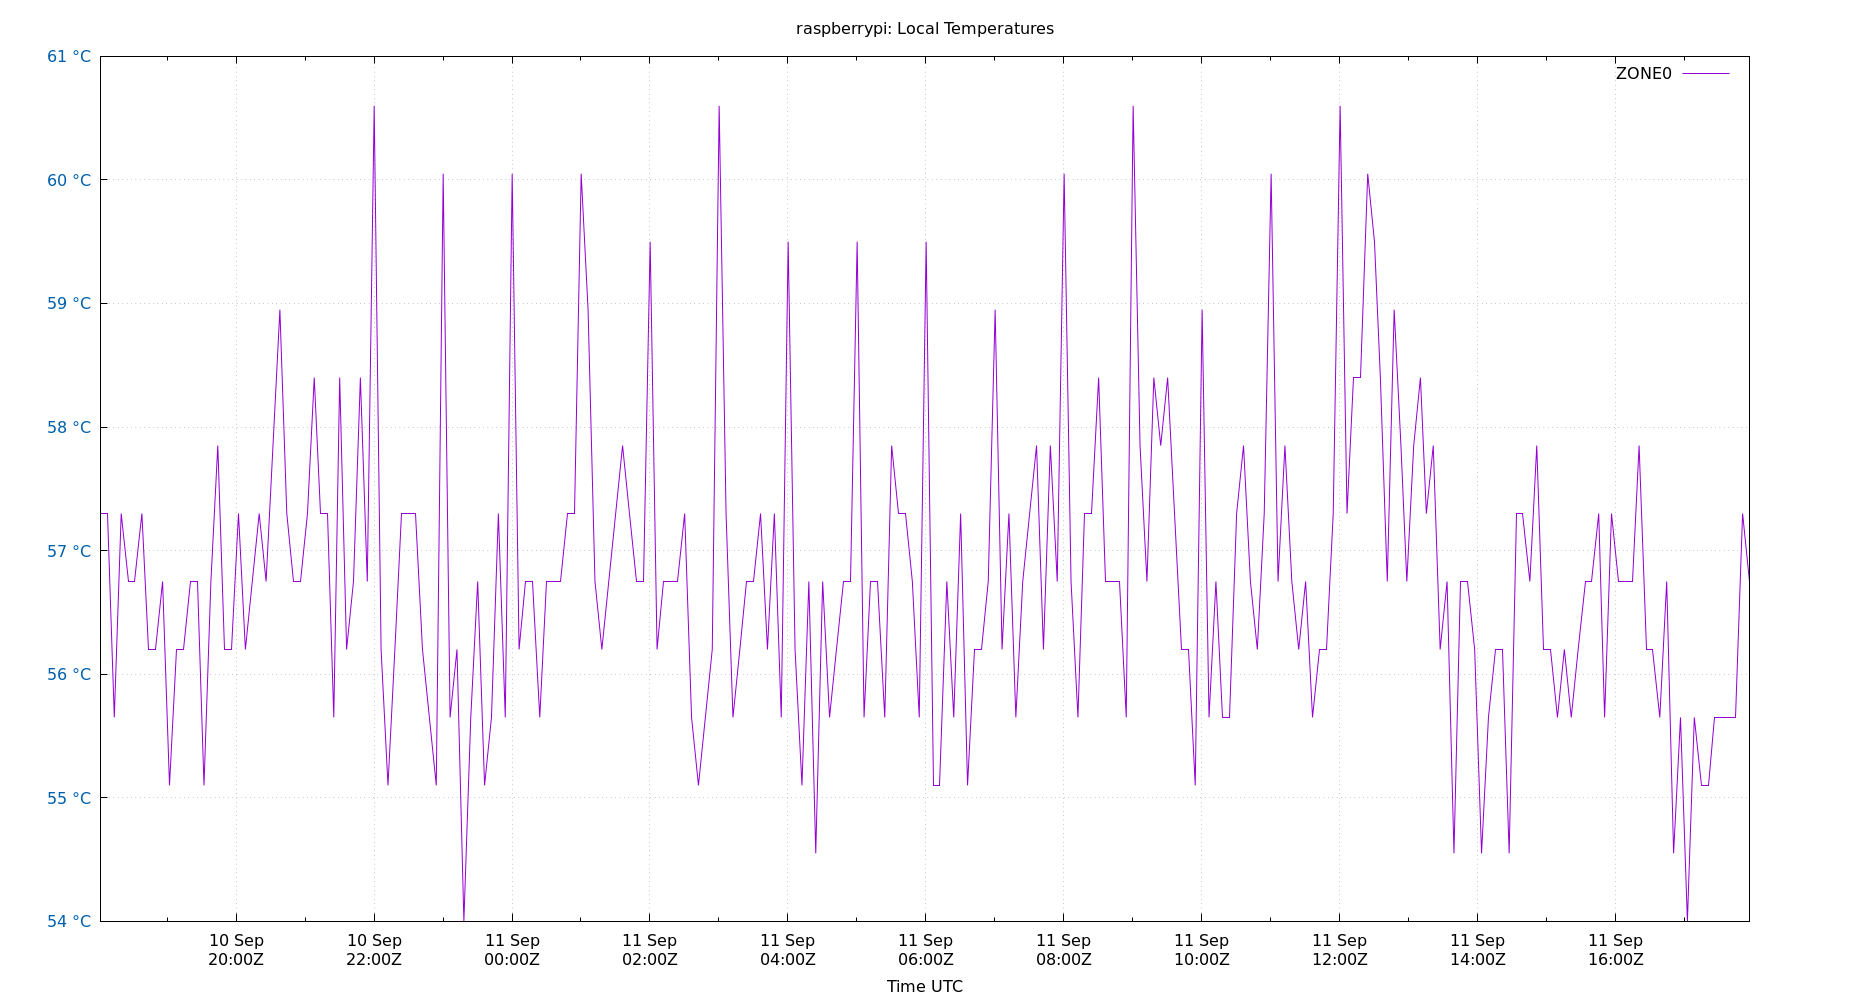 raspberrypi: Local Temperatures
61 °C
ZONE0
60 °C
59 °C
58 °C
57 °C
56 °C
55 °C
54 °C
10 Sep 10 Sep 11 Sep 11 Sep 11 Sep 11 Sep 11 Sep 11 Sep 11 Sep 11 Sep 11 Sep
20:00Z 22:00Z 00:00Z 02:00Z 04:00Z 06:00Z 08:00Z 10:00Z 12:00Z 14:00Z 16:00Z
Time UTC